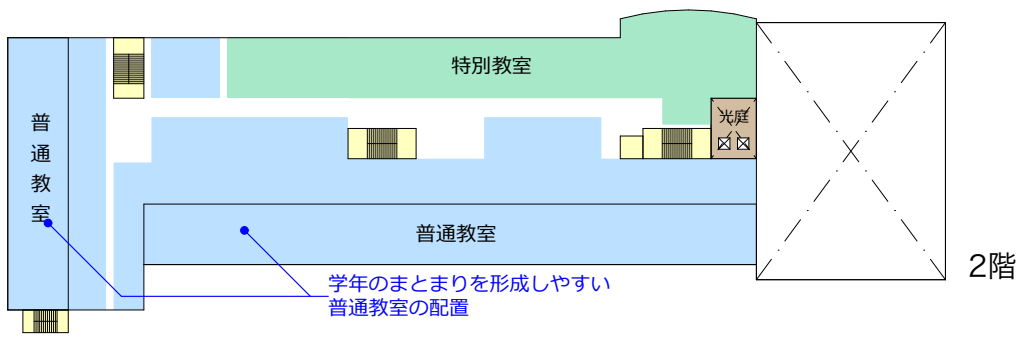 特別教室
光庭
普通教室
普通教室
学年のまとまりを形成しやすい
普通教室の配置
2階